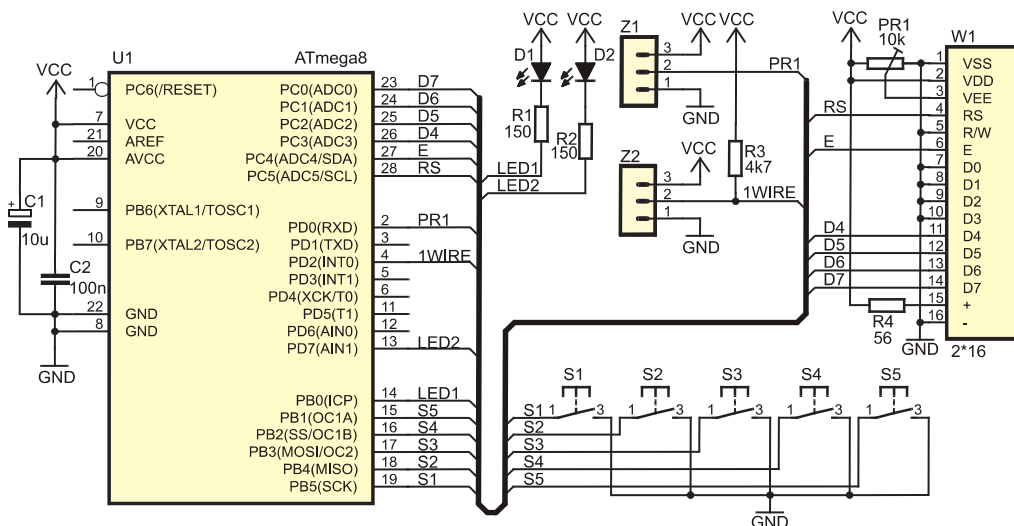 U1
ATmega8
VCC
1 PC6(/RESET)
7 VCC
21 AREF
20 AVCC
9 PB6(XTAL1/TOSC1)
10 PB7(XTAL2/TOSC2)
22 GND
8 GND
+
C1
10u
C2
100n
GND
PC0(ADC0) 23 D7
PC1(ADC1) 24 D6
PC2(ADC2) 25 D5
PC3(ADC3) 26 D4
PC4(ADC4/SDA) 27 E
PC5(ADC5/SCL) 28 RS
PD0(RXD) 2 PR1
PD1(TXD) 3
PD2(INT0) 4 1WIRE
PD3(INT1) 5
PD4(XCK/T0) 6
PD5(T1) 11
PD6(AIN0) 12
PD7(AIN1) 13 LED2
PB0(ICP) 14 LED1
PB1(OC1A) 15 S5
PB2(SS/OC1B) 16 S4
PB3(MOSI/OC2) 17 S3
PB4(MISO) 18 S2
PB5(SCK) 19 S1
VCC
VCC
D1
D2
R1
150
R2
150
LED1
LED2
Z1
VCC
VCC
3
2
1
PR1
GND
Z2
VCC
3
2
1
R3
4k7
1WIRE
GND
VCC
PR1
10k
W1
1 VSS
2 VDD
3 VEE
RS 4 RS
5 R/W
E 6 E
7 D0
8 D1
9 D2
10 D3
D4 11 D4
D5 12 D5
D6 13 D6
D7 14 D7
15 +
16 -
R4
56
GND
2*16
S1 S2 S3 S4 S5
S1 1 3 1 3 1 3 1 3 1 3
S2
S3
S4
S5
GND